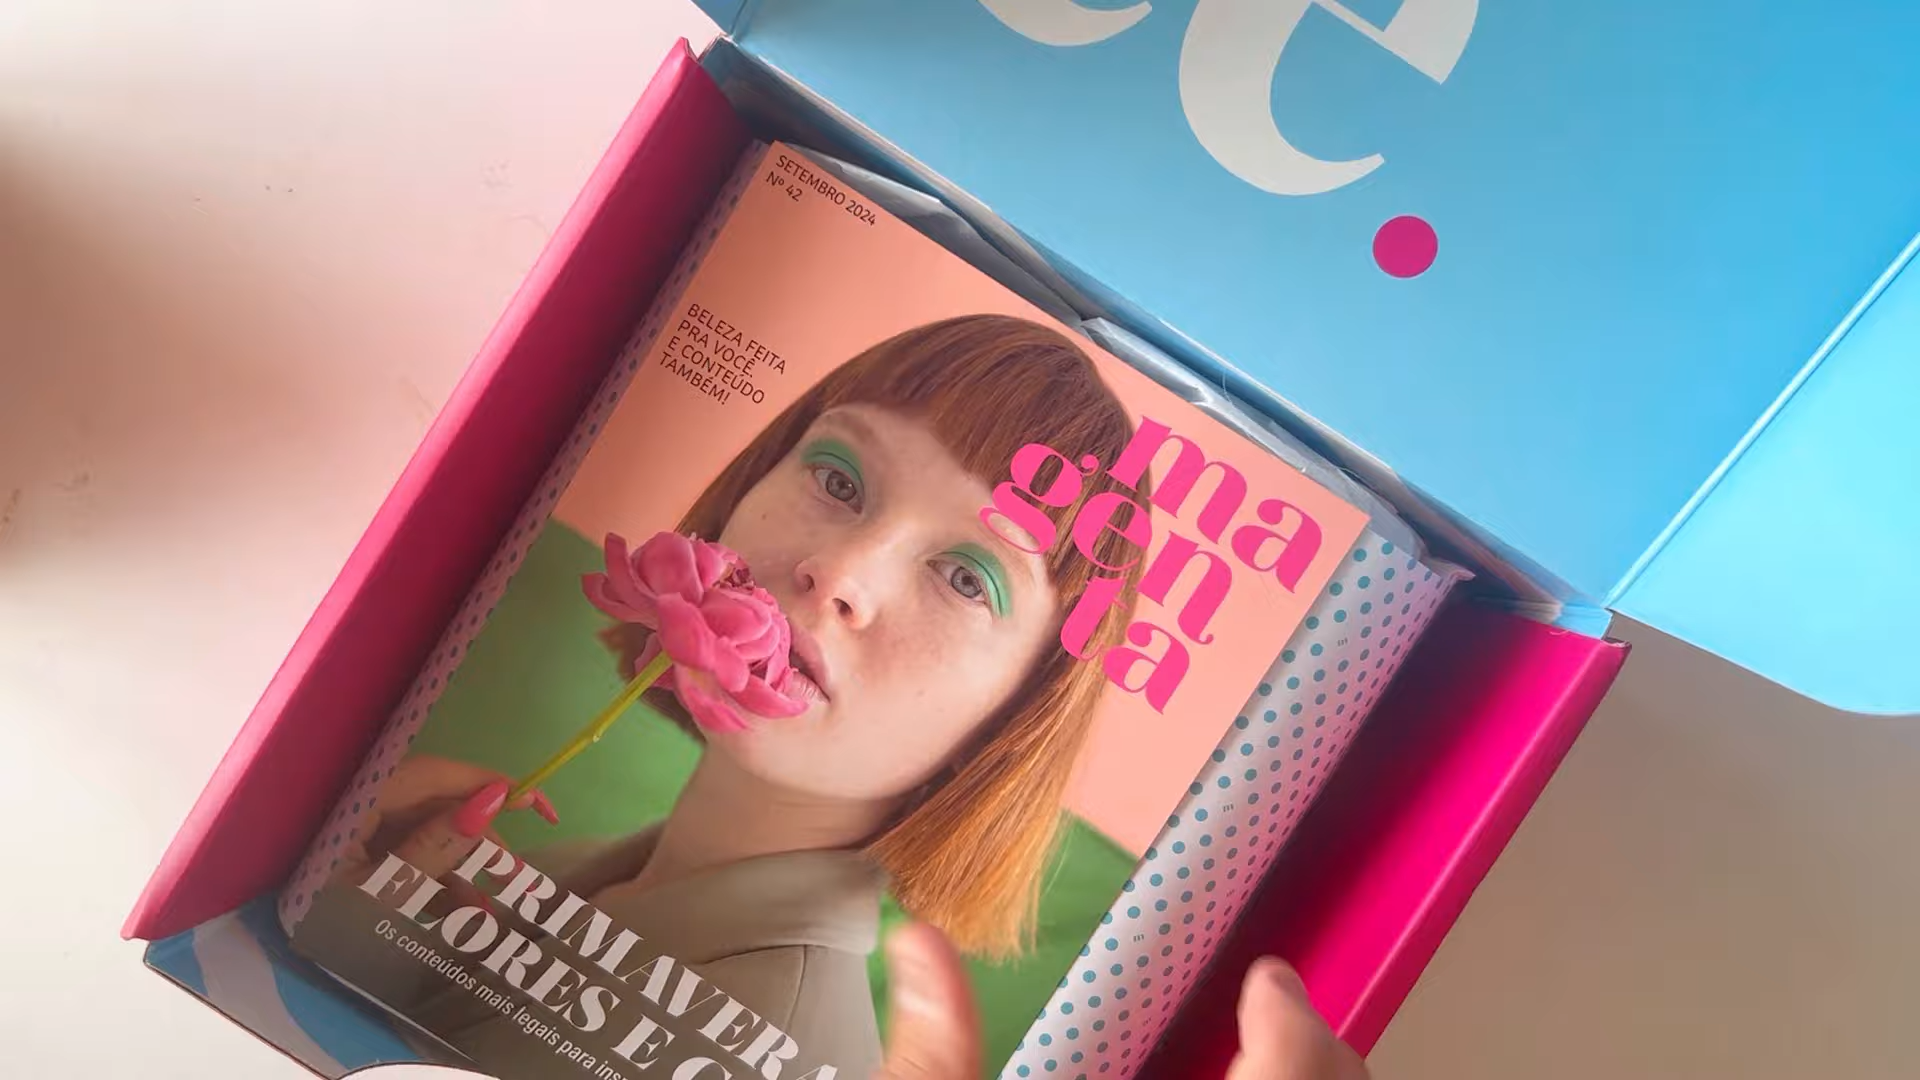 SETEMBRO 2024
Nº 42
BELEZA FEITA
PRA VOCÊ.
E CONTEÚDO
TAMBÉM!
ma
gen
ta
PRIMAVERA
FLORES E
Os conteúdos mais legais para